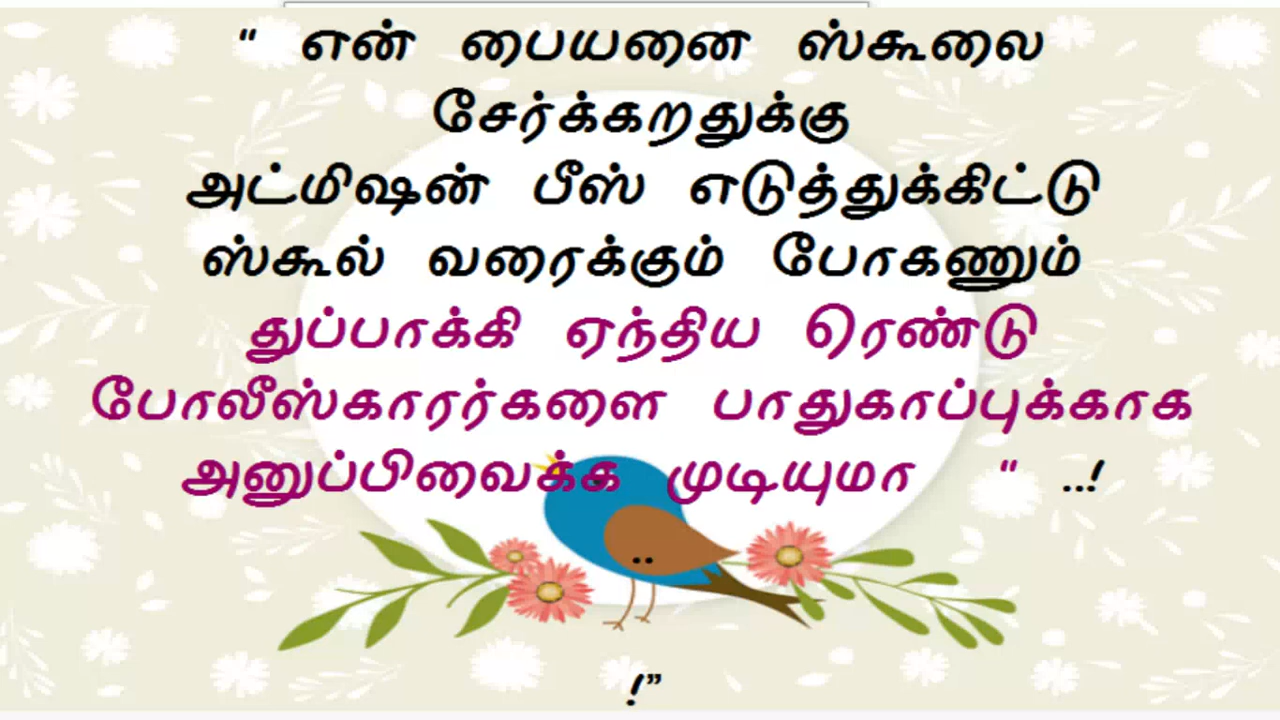 “ என் பையனை ஸ்கூலை
சேர்க்கறதுக்கு
அட்மிஷன் பீஸ் எடுத்துக்கிட்டு
ஸ்கூல் வரைக்கும் போகணும்
துப்பாக்கி ஏந்திய ரெண்டு
போலீஸ்காரர்களை பாதுகாப்புக்காக
அனுப்பிவைக்க முடியுமா “ ..!
..
!”